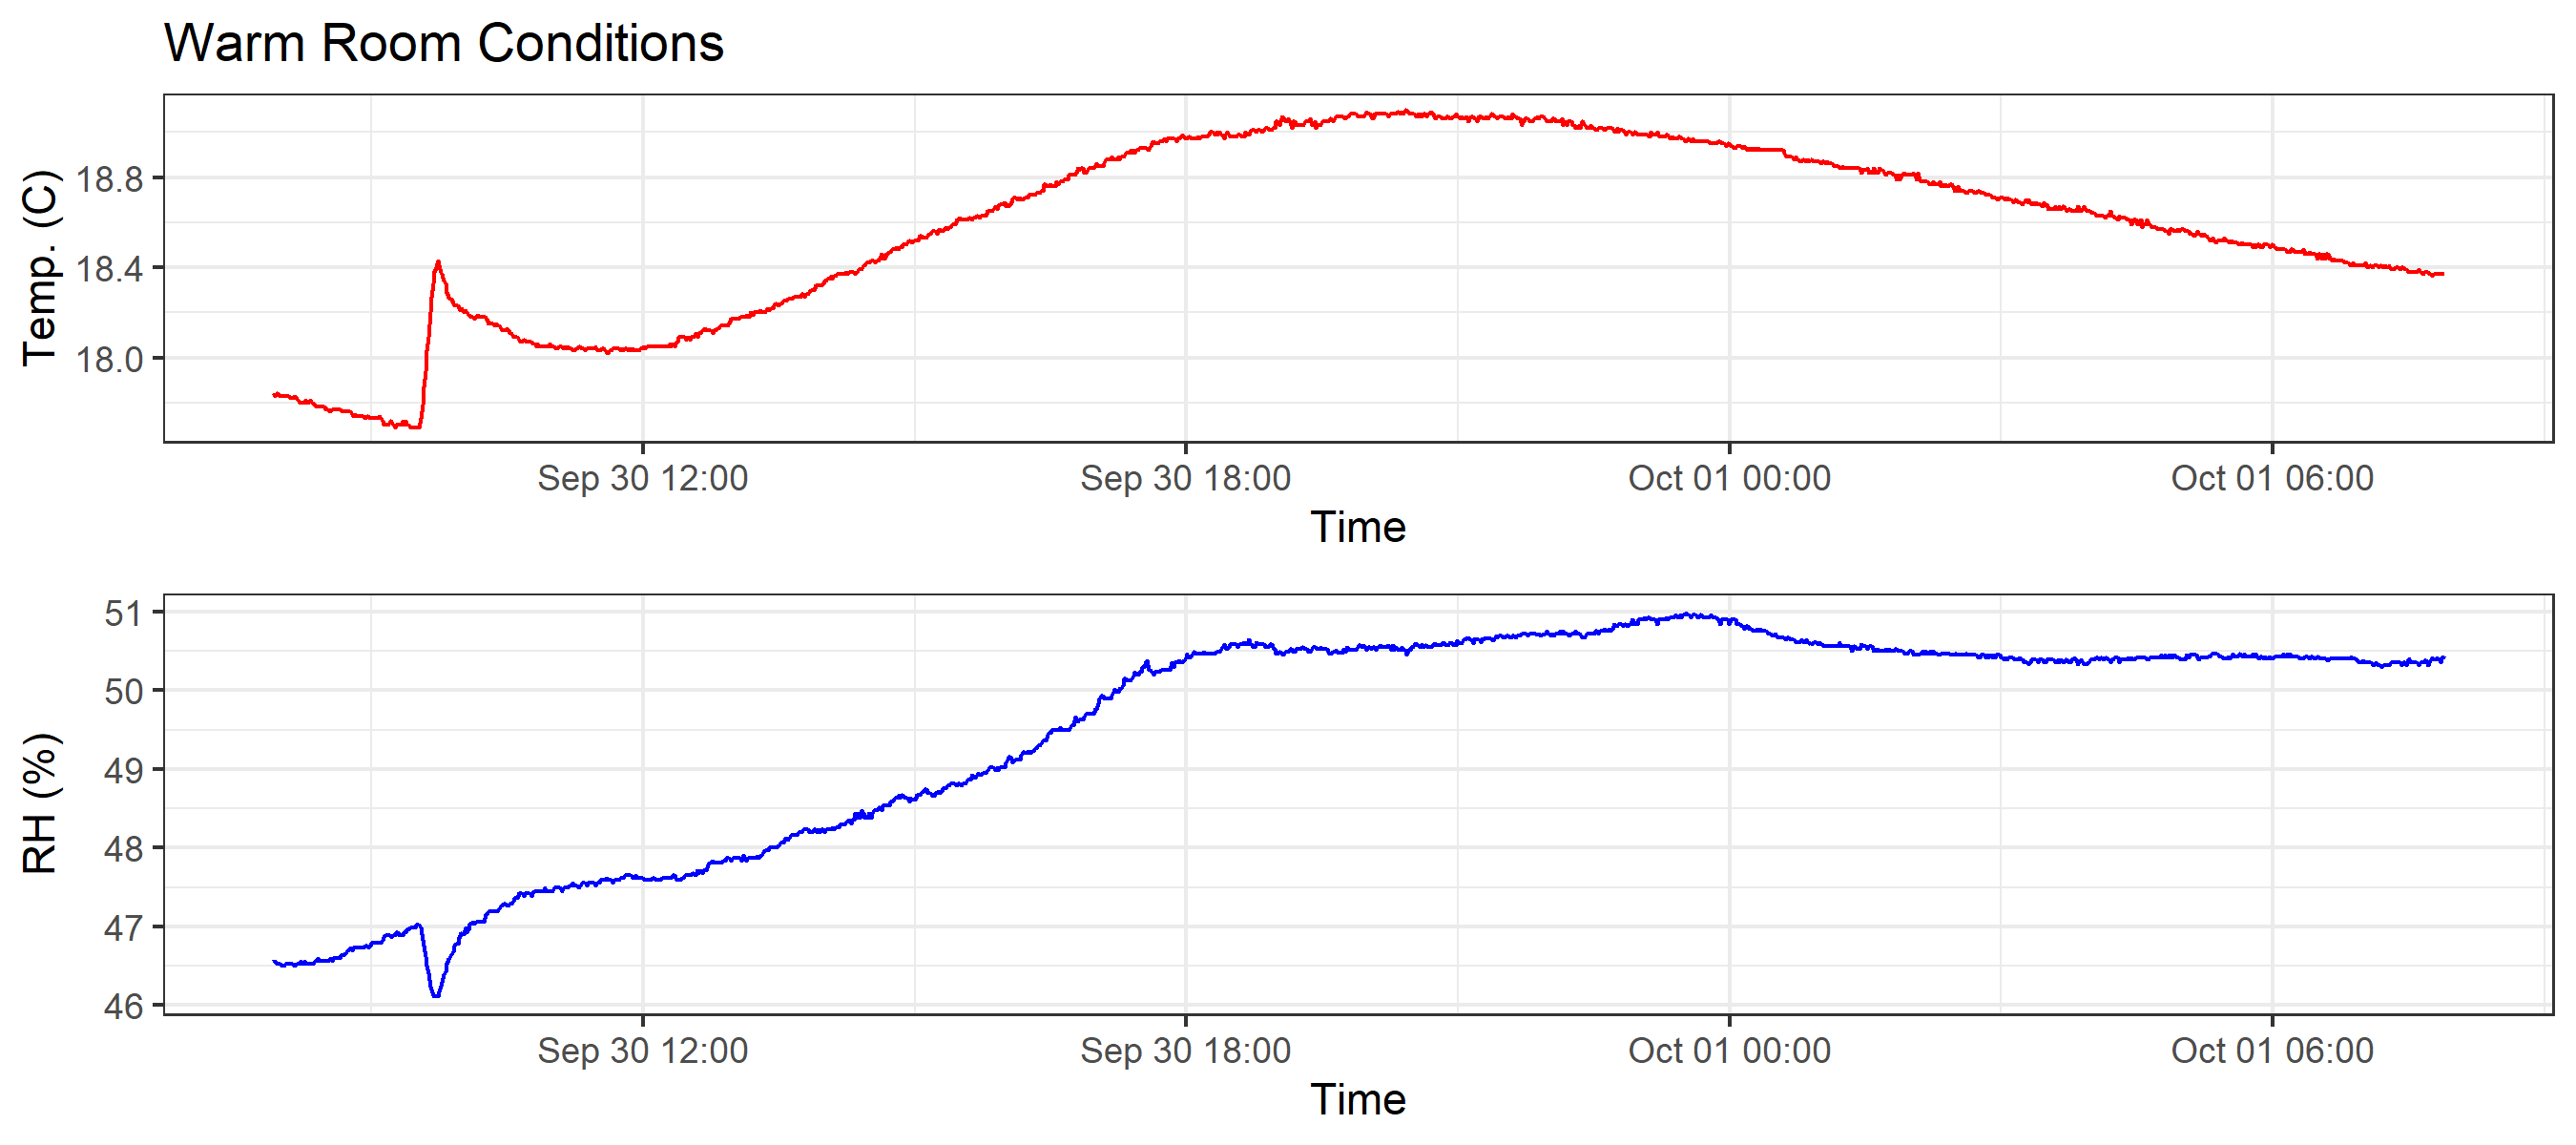 Warm Room Conditions
Temp. (C)
18.8
18.4
18.0
Sep 30 12:00 Sep 30 18:00 Oct 01 00:00 Oct 01 06:00
Time
RH (%)
51
50
49
48
47
46
Sep 30 12:00 Sep 30 18:00 Oct 01 00:00 Oct 01 06:00
Time